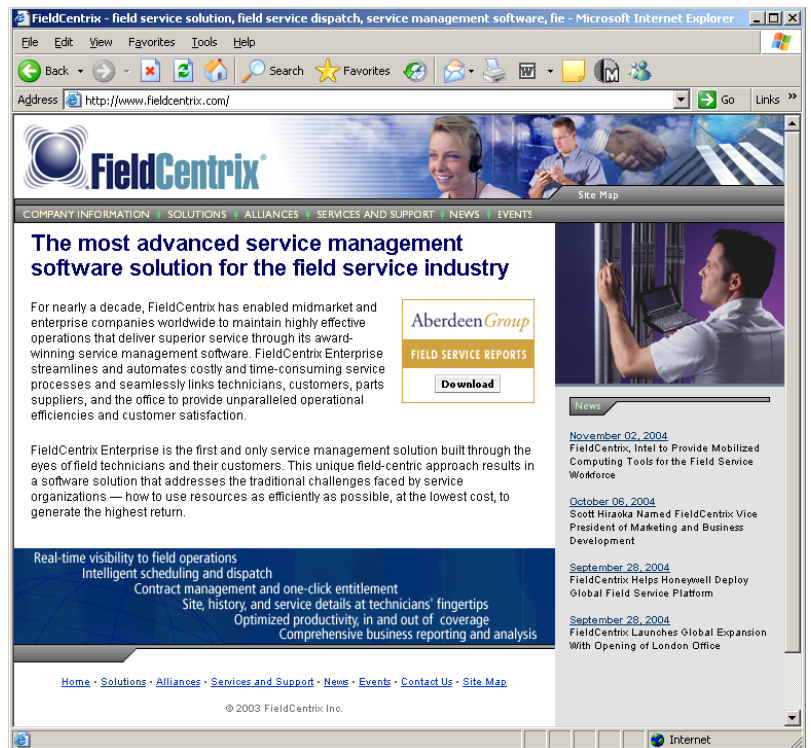 FieldCentrix - field service solution, field service dispatch, service management software, fie - Microsoft Internet Explorer
File Edit View Favorites Tools Help
Back Search Favorites
Address http://www.fieldcentrix.com/ Go Links »
FieldCentrix®
Site Map
COMPANY INFORMATION SOLUTIONS ALLIANCES SERVICES AND SUPPORT NEWS EVENTS
The most advanced service management
software solution for the field service industry
For nearly a decade, FieldCentrix has enabled midmarket and
enterprise companies worldwide to maintain highly effective
operations that deliver superior service through its award-
winning service management software. FieldCentrix Enterprise
streamlines and automates costly and time-consuming service
processes and seamlessly links technicians, customers, parts
suppliers, and the office to provide unparalleled operational
efficiencies and customer satisfaction.
AberdeenGroup
FIELD SERVICE REPORTS
Download
FieldCentrix Enterprise is the first and only service management solution built through the
eyes of field technicians and their customers. This unique field-centric approach results in
a software solution that addresses the traditional challenges faced by service
organizations — how to use resources as efficiently as possible, at the lowest cost, to
generate the highest return.
Real-time visibility to field operations
Intelligent scheduling and dispatch
Contract management and one-click entitlement
Site, history, and service details at technicians' fingertips
Optimized productivity, in and out of coverage
Comprehensive business reporting and analysis
News
November 02, 2004
FieldCentrix, Intel to Provide Mobilized
Computing Tools for the Field Service
Workforce
October 06, 2004
Scott Hiraoka Named FieldCentrix Vice
President of Marketing and Business
Development
September 28, 2004
FieldCentrix Helps Honeywell Deploy
Global Field Service Platform
September 28, 2004
FieldCentrix Launches Global Expansion
With Opening of London Office
Home · Solutions · Alliances · Services and Support · News · Events · Contact Us · Site Map
© 2003 FieldCentrix Inc.
Internet